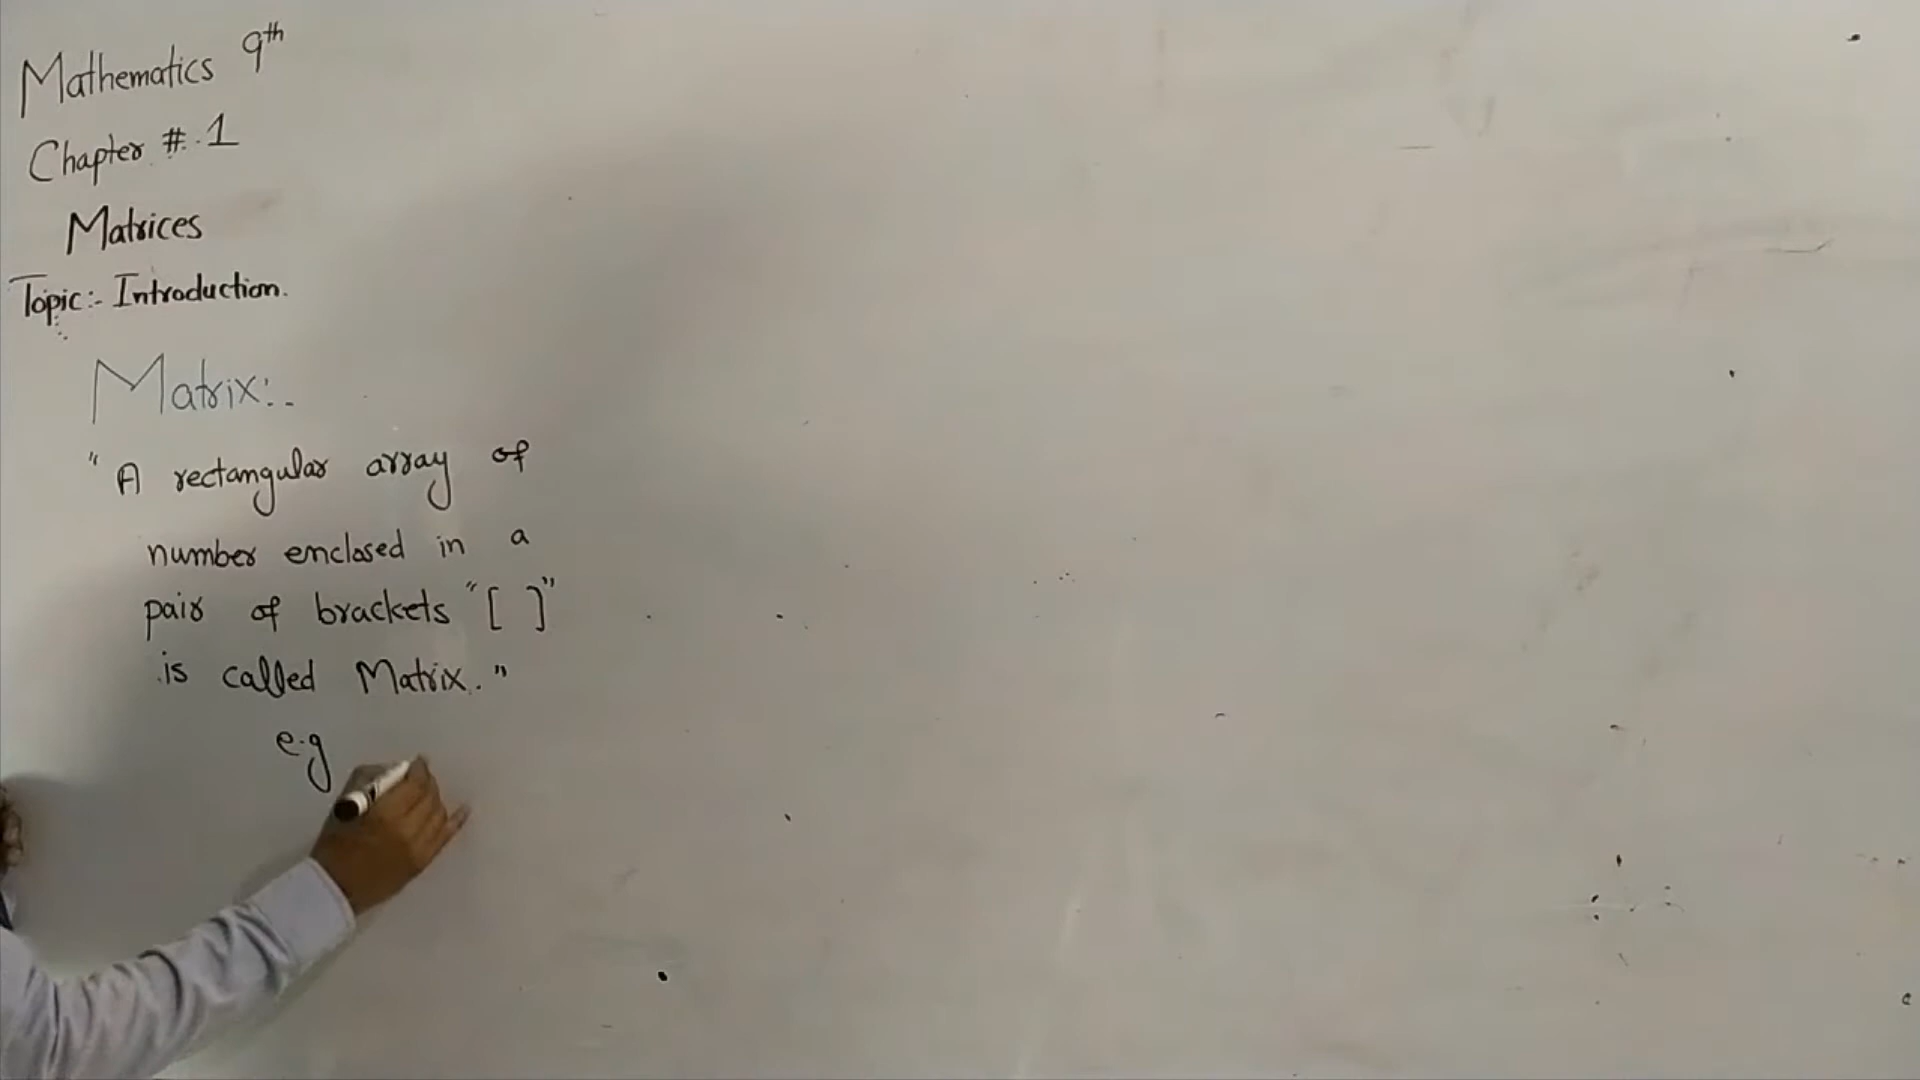 Mathematics 9th
Chapter #.1
Matrices
Topic:- Introduction.
Matrix:-
"A rectangular array of
number enclosed in a
pair of brackets "[ ]"
is called Matrix."
e.g